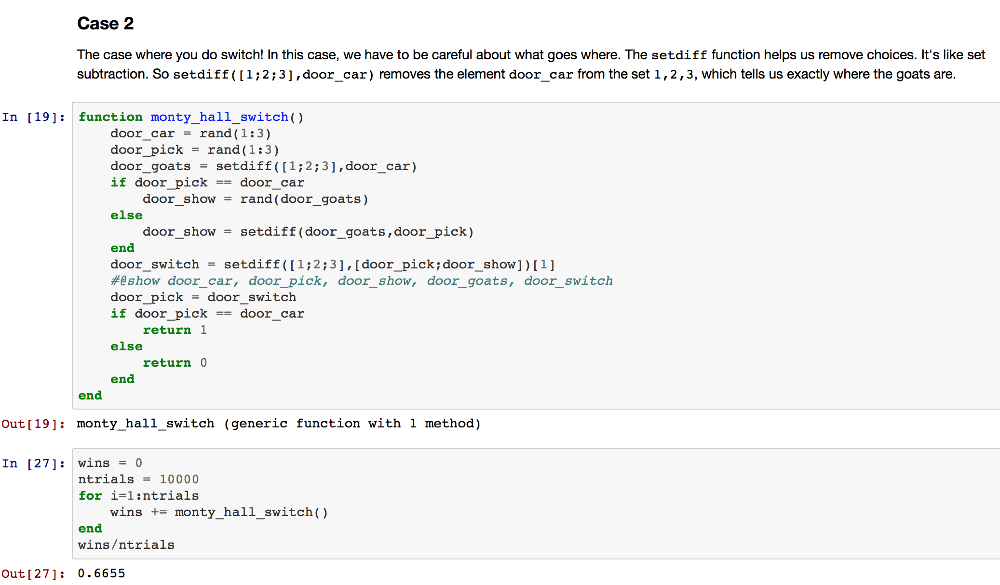 Case 2
The case where you do switch! In this case, we have to be careful about what goes where. The setdiff function helps us remove choices. It's like set
subtraction. So setdiff([1;2;3],door_car) removes the element door_car from the set 1,2,3, which tells us exactly where the goats are.
In [19]: function monty_hall_switch()
    door_car = rand(1:3)
    door_pick = rand(1:3)
    door_goats = setdiff([1;2;3],door_car)
    if door_pick == door_car
        door_show = rand(door_goats)
    else
        door_show = setdiff(door_goats,door_pick)
    end
    door_switch = setdiff([1;2;3],[door_pick;door_show])[1]
    #@show door_car, door_pick, door_show, door_goats, door_switch
    door_pick = door_switch
    if door_pick == door_car
        return 1
    else
        return 0
    end
end
Out[19]: monty_hall_switch (generic function with 1 method)
In [27]: wins = 0
ntrials = 10000
for i=1:ntrials
    wins += monty_hall_switch()
end
wins/ntrials
Out[27]: 0.6655